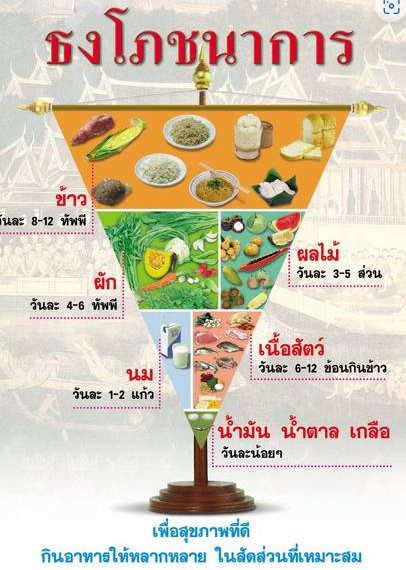 ธงโภชนาการ
ข้าว
วันละ 8-12 ทัพพี
ผลไม้
วันละ 3-5 ส่วน
ผัก
วันละ 4-6 ทัพพี
เนื้อสัตว์
วันละ 6-12 ช้อนกินข้าว
นม
วันละ 1-2 แก้ว
น้ำมัน น้ำตาล เกลือ
วันละน้อยๆ
เพื่อสุขภาพที่ดี
กินอาหารให้หลากหลาย ในสัดส่วนที่เหมาะสม